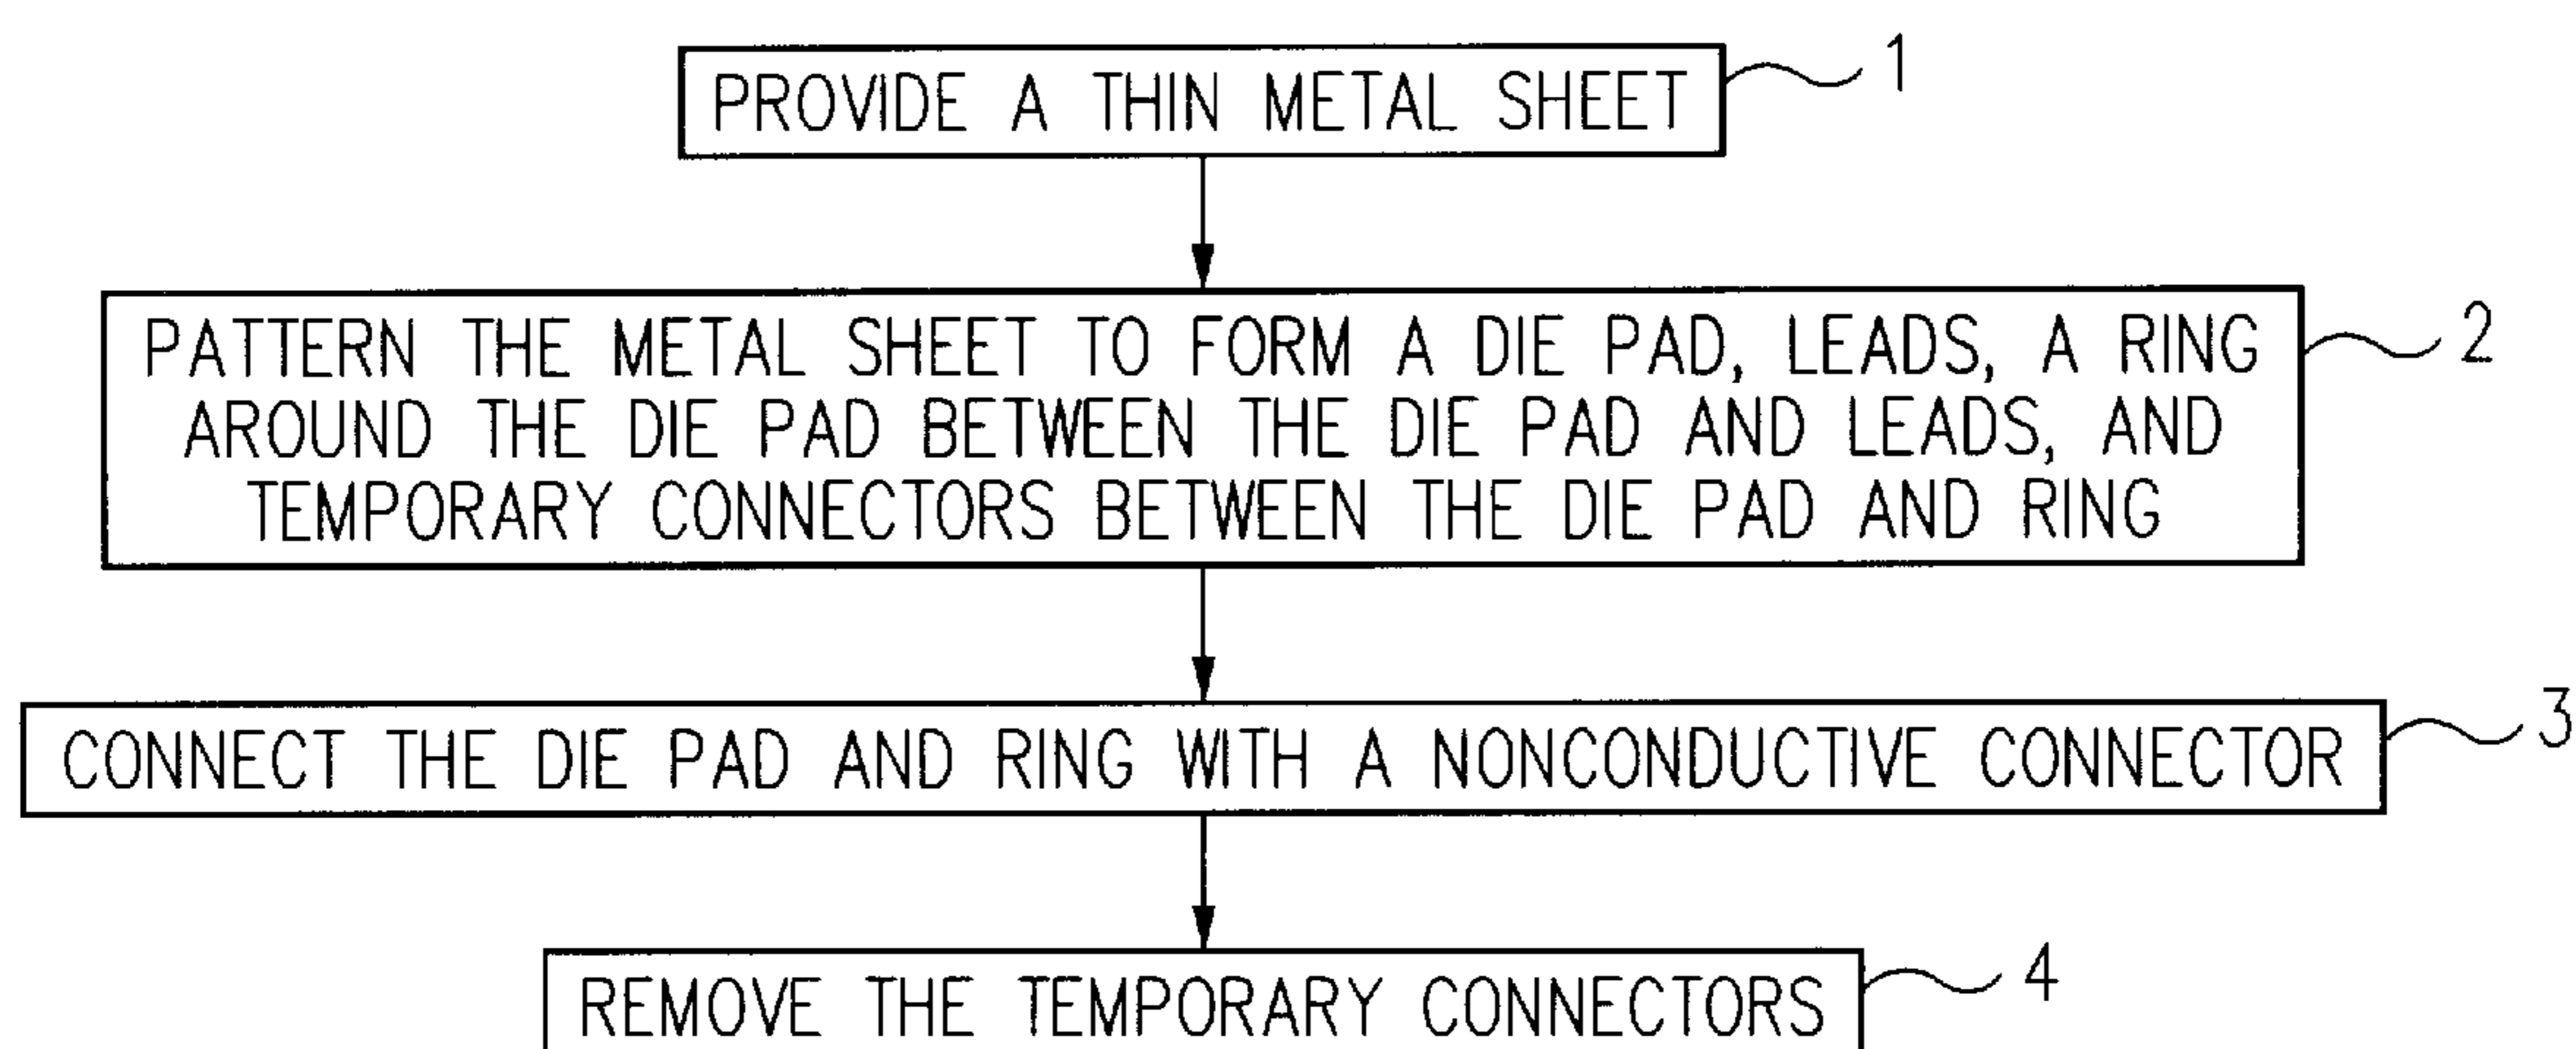 PROVIDE A THIN METAL SHEET
1
PATTERN THE METAL SHEET TO FORM A DIE PAD, LEADS, A RING
AROUND THE DIE PAD BETWEEN THE DIE PAD AND LEADS, AND
TEMPORARY CONNECTORS BETWEEN THE DIE PAD AND RING
2
CONNECT THE DIE PAD AND RING WITH A NONCONDUCTIVE CONNECTOR
3
REMOVE THE TEMPORARY CONNECTORS
4